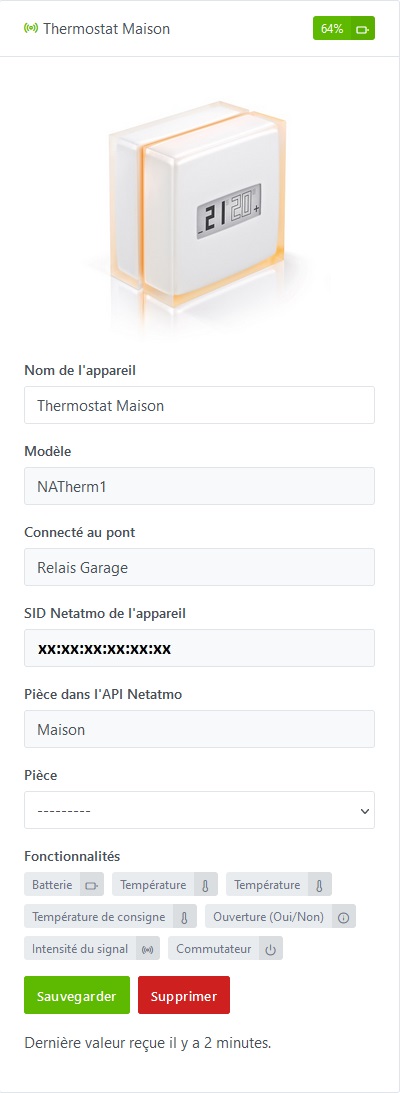 Thermostat Maison
64%
21° 20°
- +
Nom de l'appareil
Thermostat Maison
Modèle
NATherm1
Connecté au pont
Relais Garage
SID Netatmo de l'appareil
xx:xx:xx:xx:xx:xx
Pièce dans l'API Netatmo
Maison
Pièce
---------
Fonctionnalités
Batterie Température Température
Température de consigne Ouverture (Oui/Non)
Intensité du signal Commutateur
Sauvegarder Supprimer
Dernière valeur reçue il y a 2 minutes.